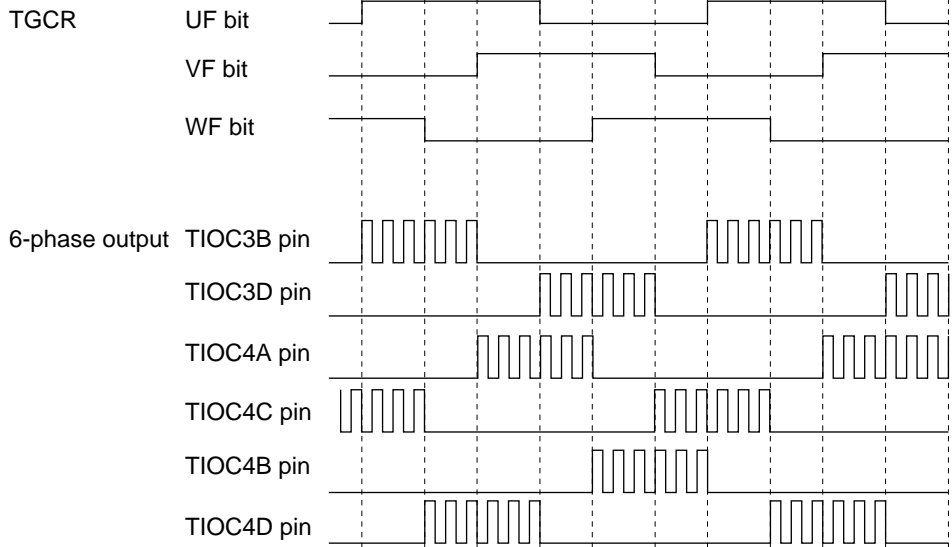 TGCR UF bit
VF bit
WF bit
6-phase output TIOC3B pin
TIOC3D pin
TIOC4A pin
TIOC4C pin
TIOC4B pin
TIOC4D pin